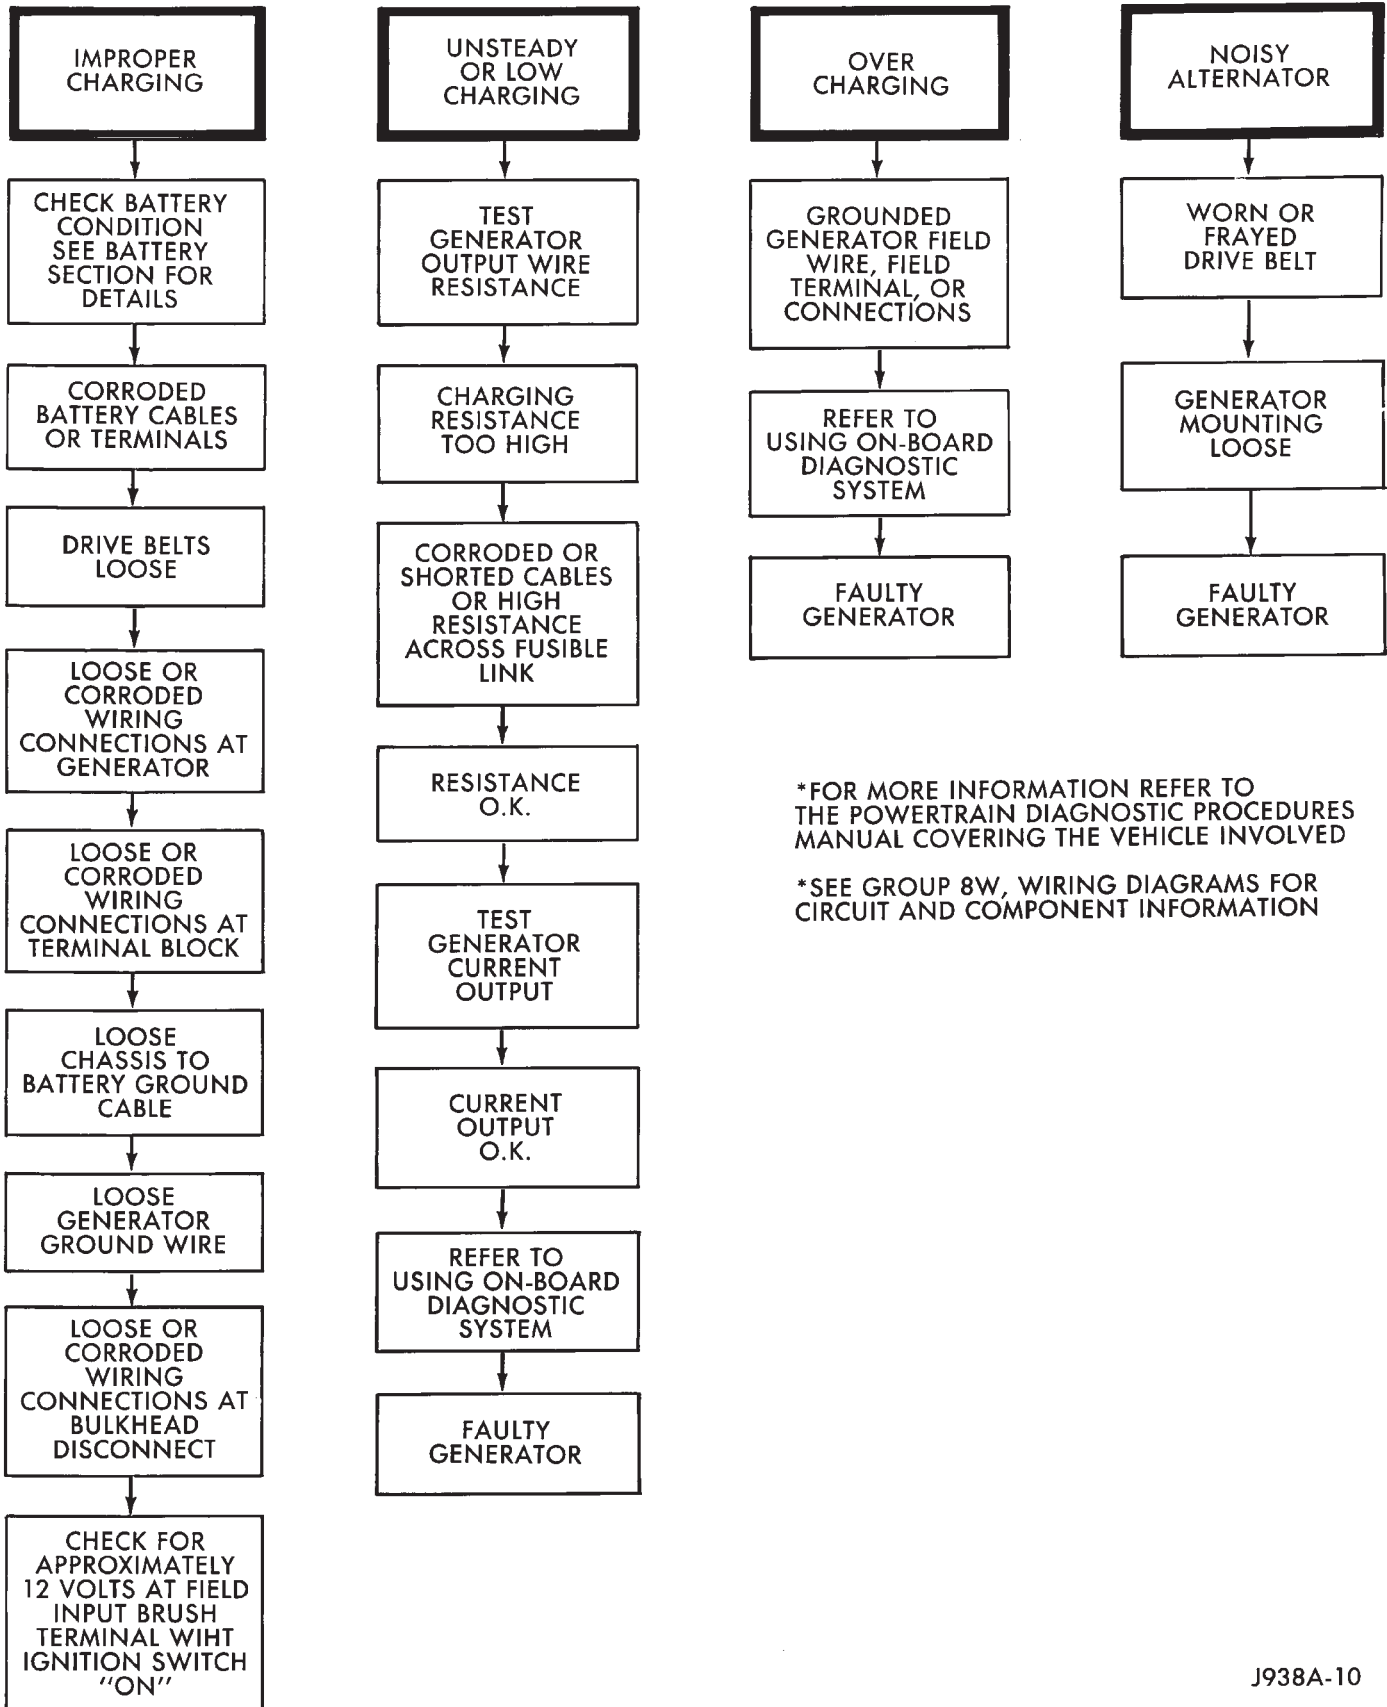 IMPROPER
CHARGING
CHECK BATTERY
CONDITION
SEE BATTERY
SECTION FOR
DETAILS
CORRODED
BATTERY CABLES
OR TERMINALS
DRIVE BELTS
LOOSE
LOOSE OR
CORRODED
WIRING
CONNECTIONS AT
GENERATOR
LOOSE OR
CORRODED
WIRING
CONNECTIONS AT
TERMINAL BLOCK
LOOSE
CHASSIS TO
BATTERY GROUND
CABLE
LOOSE
GENERATOR
GROUND WIRE
LOOSE OR
CORRODED
WIRING
CONNECTIONS AT
BULKHEAD
DISCONNECT
CHECK FOR
APPROXIMATELY
12 VOLTS AT FIELD
INPUT BRUSH
TERMINAL WIHT
IGNITION SWITCH
"ON"
UNSTEADY
OR LOW
CHARGING
TEST
GENERATOR
OUTPUT WIRE
RESISTANCE
CHARGING
RESISTANCE
TOO HIGH
CORRODED OR
SHORTED CABLES
OR HIGH
RESISTANCE
ACROSS FUSIBLE
LINK
RESISTANCE
O.K.
TEST
GENERATOR
CURRENT
OUTPUT
CURRENT
OUTPUT
O.K.
REFER TO
USING ON-BOARD
DIAGNOSTIC
SYSTEM
FAULTY
GENERATOR
OVER
CHARGING
GROUNDED
GENERATOR FIELD
WIRE, FIELD
TERMINAL, OR
CONNECTIONS
REFER TO
USING ON-BOARD
DIAGNOSTIC
SYSTEM
FAULTY
GENERATOR
NOISY
ALTERNATOR
WORN OR
FRAYED
DRIVE BELT
GENERATOR
MOUNTING
LOOSE
FAULTY
GENERATOR
*FOR MORE INFORMATION REFER TO
THE POWERTRAIN DIAGNOSTIC PROCEDURES
MANUAL COVERING THE VEHICLE INVOLVED
*SEE GROUP 8W, WIRING DIAGRAMS FOR
CIRCUIT AND COMPONENT INFORMATION
J938A-10